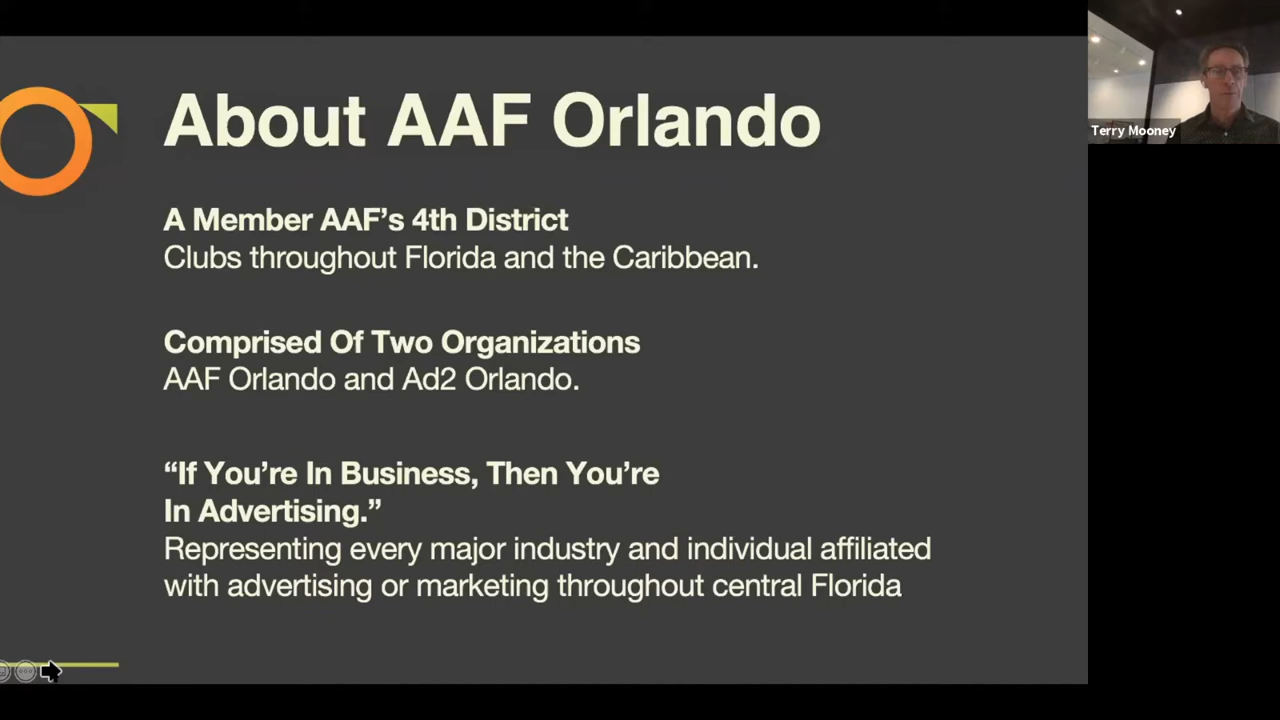 About AAF Orlando
A Member AAF’s 4th District
Clubs throughout Florida and the Caribbean.
Comprised Of Two Organizations
AAF Orlando and Ad2 Orlando.
“If You’re In Business, Then You’re
In Advertising.”
Representing every major industry and individual affiliated
with advertising or marketing throughout central Florida
Terry Mooney